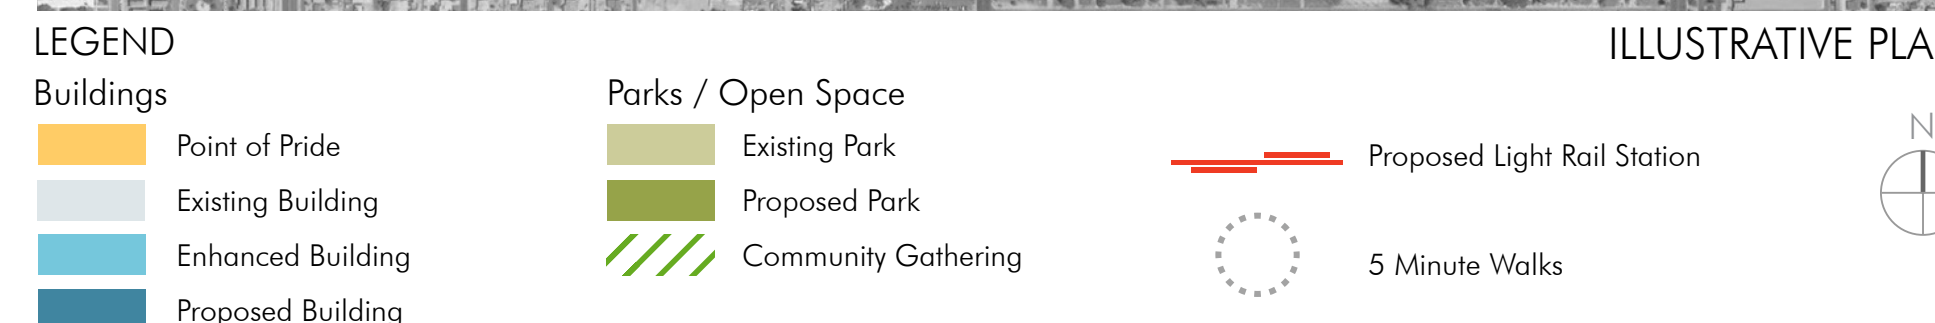 LEGEND
ILLUSTRATIVE PLA
Buildings
Point of Pride
Existing Building
Enhanced Building
Proposed Building
Parks / Open Space
Existing Park
Proposed Park
Community Gathering
Proposed Light Rail Station
5 Minute Walks
N